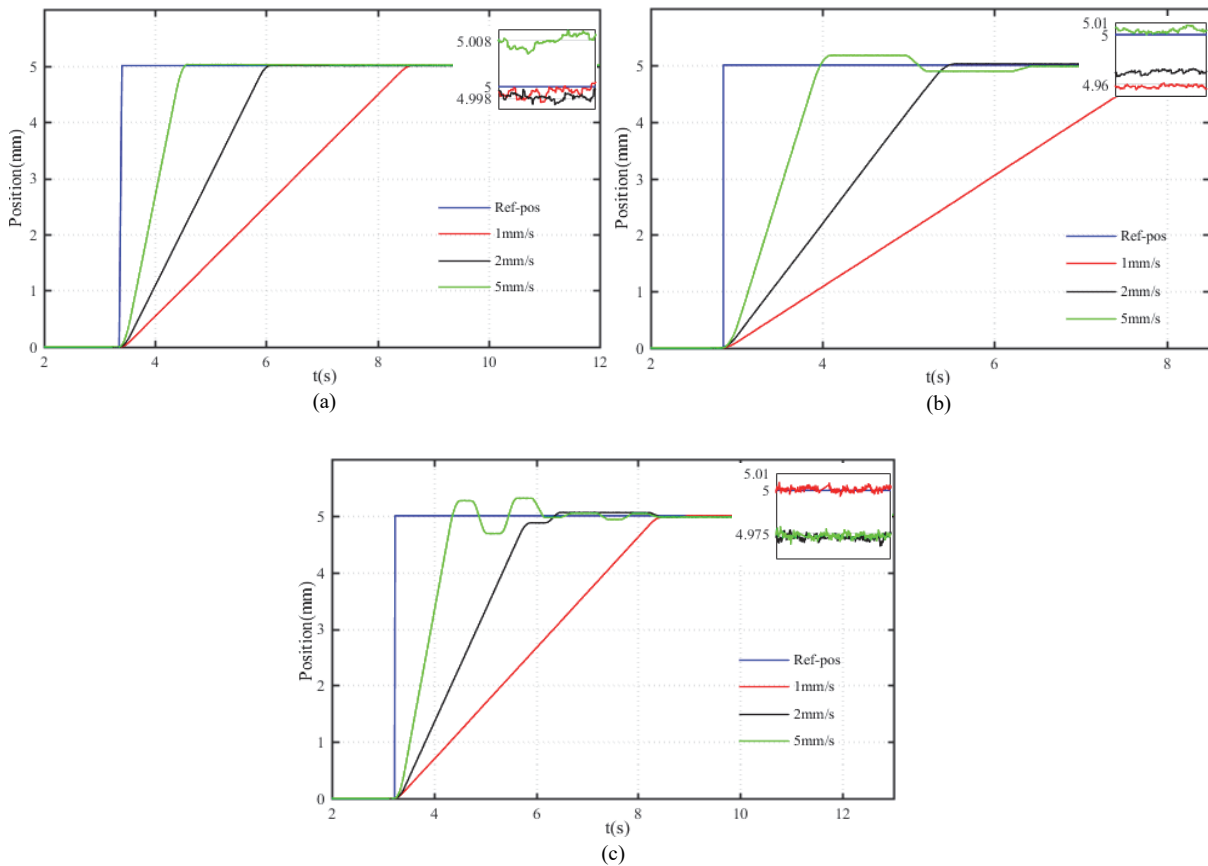 5.008
5
4.998
Position(mm)
5
4
3
2
1
0
Ref-pos
1mm/s
2mm/s
5mm/s
2
4
6
8
10
12
t(s)
(a)
5.01
5
4.96
Position(mm)
5
4
3
2
1
0
Ref-pos
1mm/s
2mm/s
5mm/s
2
4
6
8
t(s)
(b)
5.01
5
4.975
Position(mm)
5
4
3
2
1
0
Ref-pos
1mm/s
2mm/s
5mm/s
2
4
6
8
10
12
t(s)
(c)